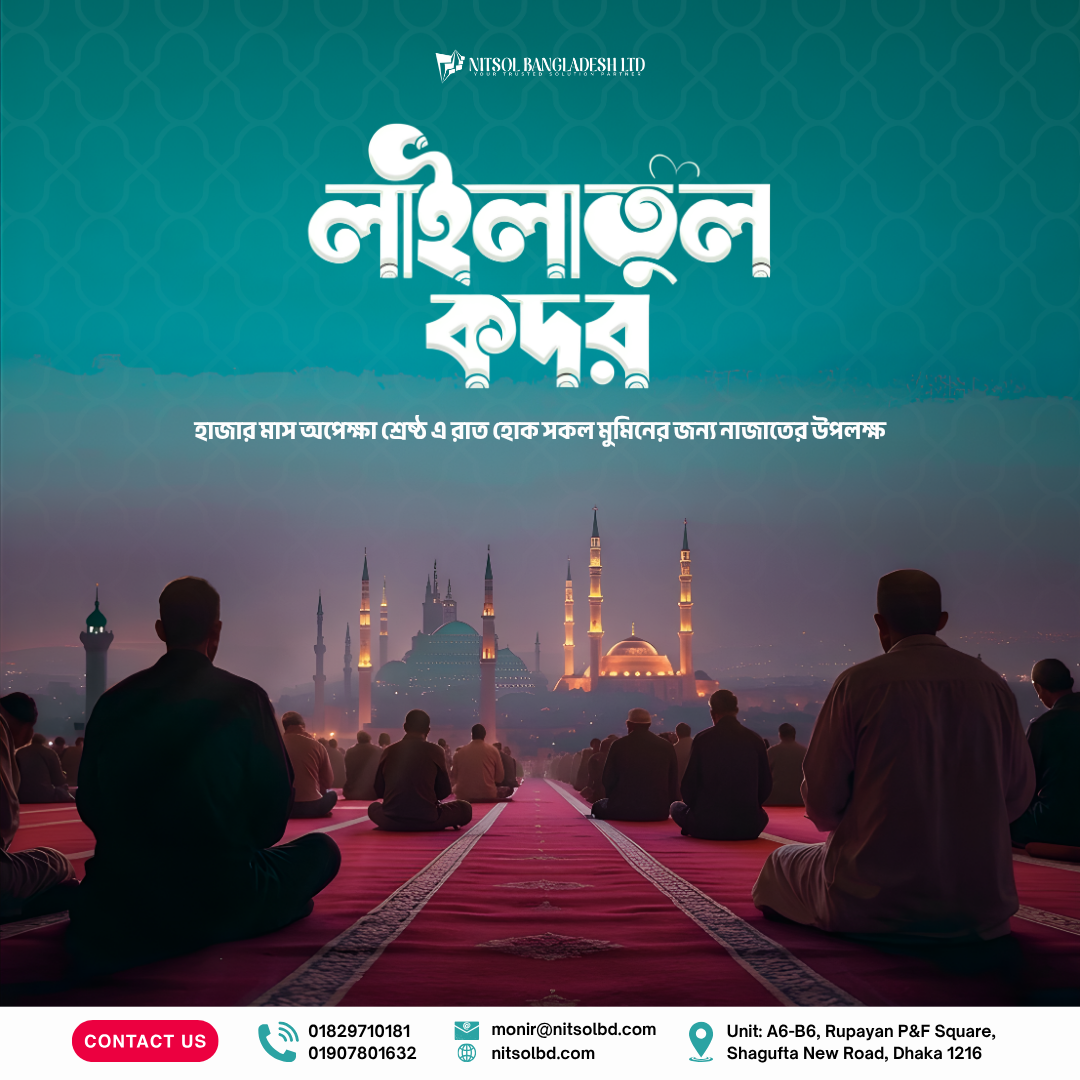 NITSOL BANGLADESH LTD
YOUR TRUSTED SOLUTION PARTNER
লাইলাতুল
কদর
হাজার মাস অপেক্ষা শ্রেষ্ঠ এ রাত হোক সকল মুমিনের জন্য নাজাতের উপলক্ষ
CONTACT US
01829710181
01907801632
monir@nitsolbd.com
nitsolbd.com
Unit: A6-B6, Rupayan P&F Square,
Shagufta New Road, Dhaka 1216